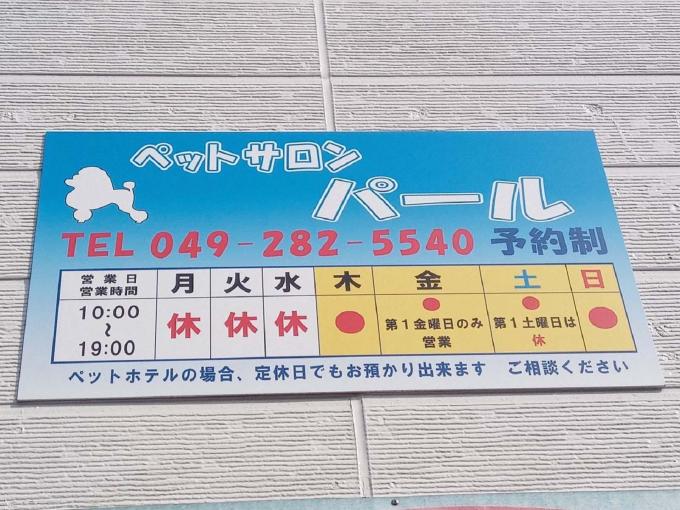 ペットサロン
パール
TEL 049-282-5540 予約制
営業日 営業時間 月 火 水 木 金 土 日
10:00 〜 19:00 休 休 休 ● ● 第1金曜日のみ 営業 ● 第1土曜日は 休 ●
ペットホテルの場合、定休日でもお預かり出来ます ご相談ください